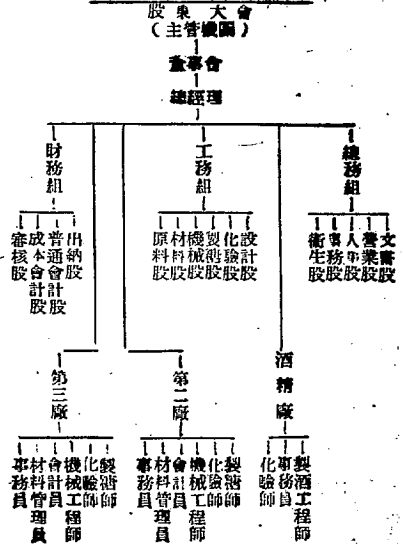 股東大會
(主管機關)
董事會
總經理
總務組
文書股
營業股
人事股
事務股
衛生股
工務組
設計股
化驗股
製糖股
機械股
材料股
原料股
財務組
出納股
普通會計股
成本會計股
審核股
酒精廠
製酒工程師
事務員
化驗師
第二廠
製糖師
化驗師
機械工程師
會計員
材料管理員
事務員
第三廠
製糖師
化驗師
機械工程師
會計員
材料管理員
事務員